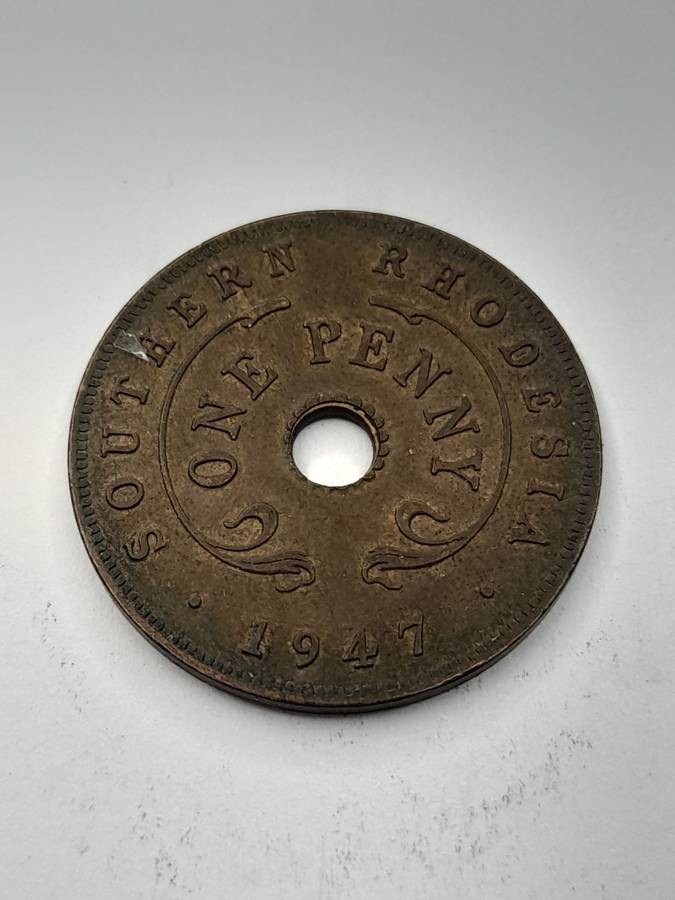 SOUTHERN RHODESIA
ONE PENNY
· 1947 ·